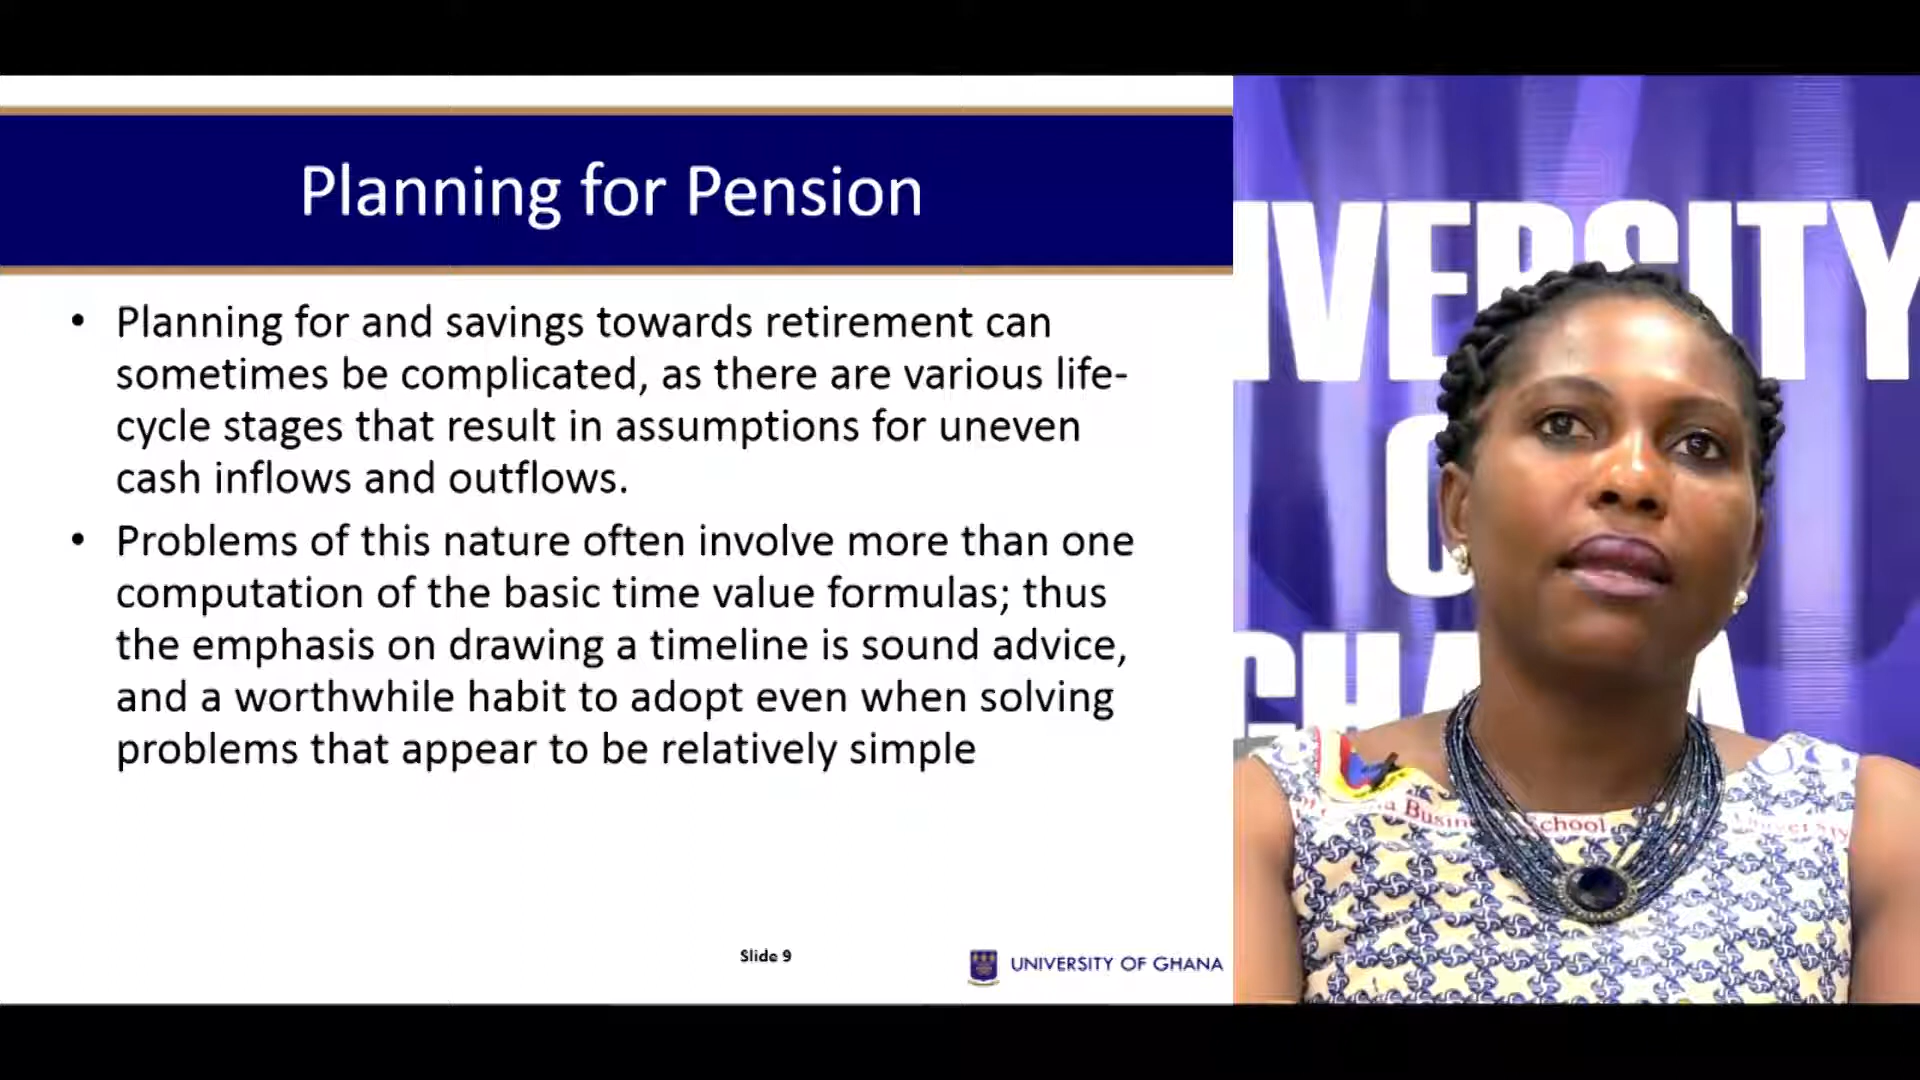 Planning for Pension
• Planning for and savings towards retirement can
sometimes be complicated, as there are various life-
cycle stages that result in assumptions for uneven
cash inflows and outflows.
• Problems of this nature often involve more than one
computation of the basic time value formulas; thus
the emphasis on drawing a timeline is sound advice,
and a worthwhile habit to adopt even when solving
problems that appear to be relatively simple
Slide 9
UNIVERSITY OF GHANA
IVERSITY
School
University